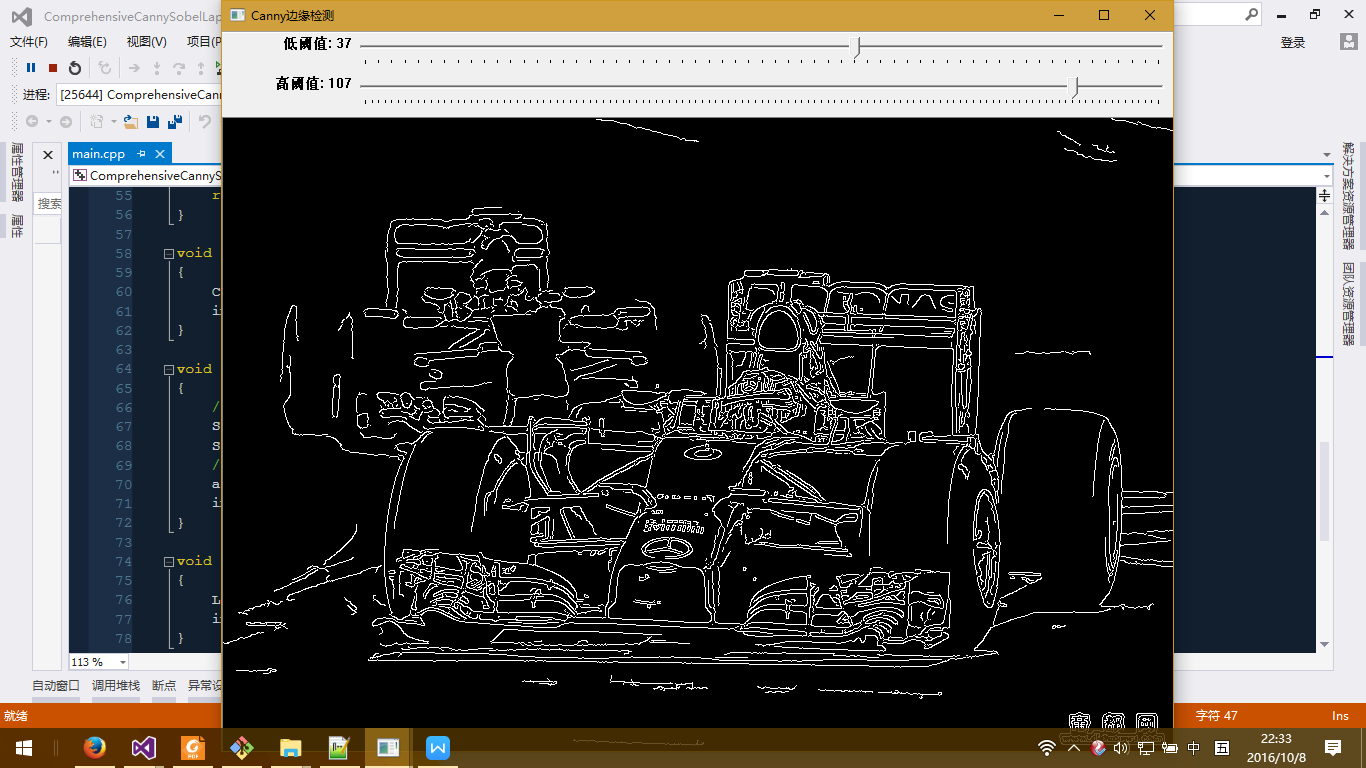 ComprehensiveCannySobelLap
Canny边缘检测
文件(F) 编辑(E) 视图(V) 项目(P
登录
低阈值: 37
高阈值: 107
进程: [25644] ComprehensiveCann
属性管理器
属性
main.cpp
ComprehensiveCannyS
搜索
解决方案资源管理器
团队资源管理器
55 r
56 }
57
58 void
59 {
60 C
61 i
62 }
63
64 void
65 {
66 /
67 S
68 S
69 /
70 a
71 i
72 }
73
74 void
75 {
76 L
77 i
78 }
113 %
自动窗口 调用堆栈 断点 异常设
就绪
字符 47 Ins
中 五
22:33
2016/10/8